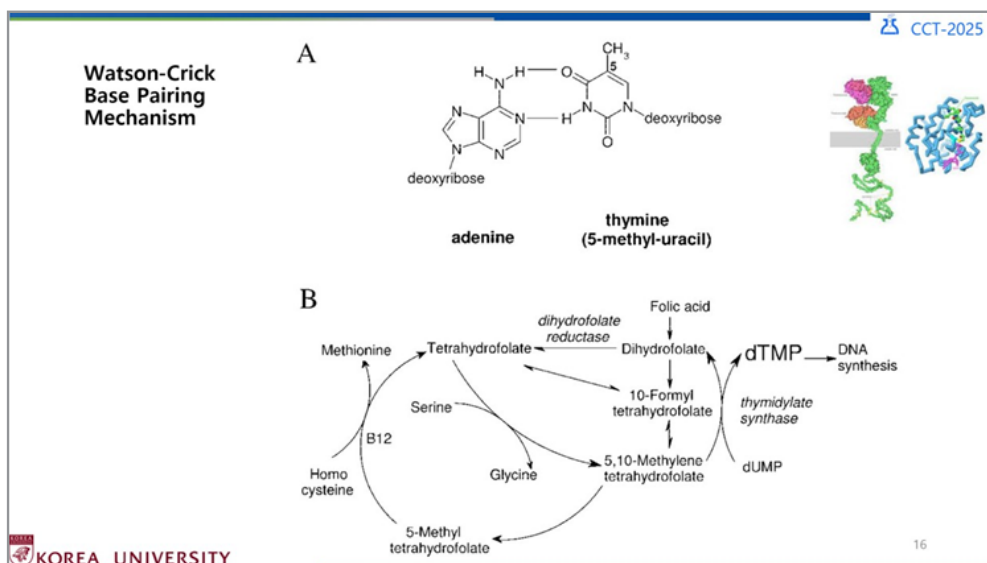 CCT-2025
Watson-Crick
Base Pairing
Mechanism
A
CH3
5
H
H
O
N
N
H
N
N
N
N
N
O
deoxyribose
deoxyribose
adenine
thymine
(5-methyl-uracil)
B
Folic acid
dihydrofolate
reductase
Methionine
Tetrahydrofolate
Dihydrofolate
dTMP
DNA
synthesis
10-Formyl
tetrahydrofolate
thymidylate
synthase
Serine
B12
Homo
cysteine
Glycine
5,10-Methylene
tetrahydrofolate
dUMP
5-Methyl
tetrahydrofolate
16
KOREA
KOREA UNIVERSITY